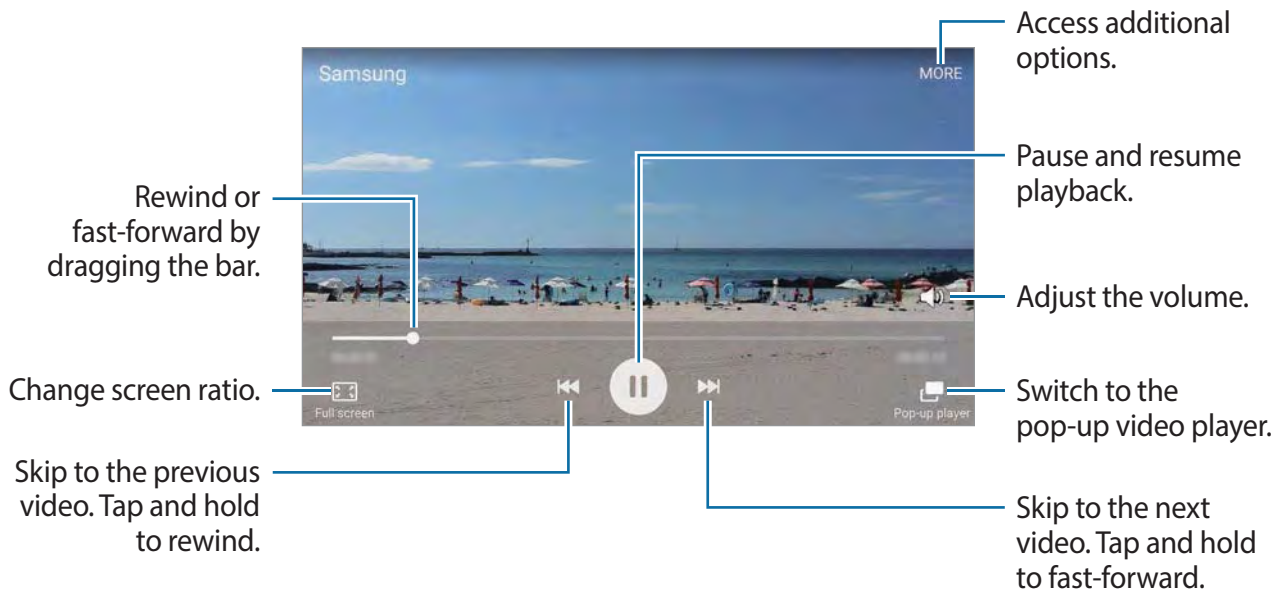 Access additional
options.
Samsung
MORE
Pause and resume
playback.
Rewind or
fast-forward by
dragging the bar.
Adjust the volume.
Change screen ratio.
Full screen
Switch to the
pop-up video player.
Pop-up player
Skip to the previous
video. Tap and hold
to rewind.
Skip to the next
video. Tap and hold
to fast-forward.